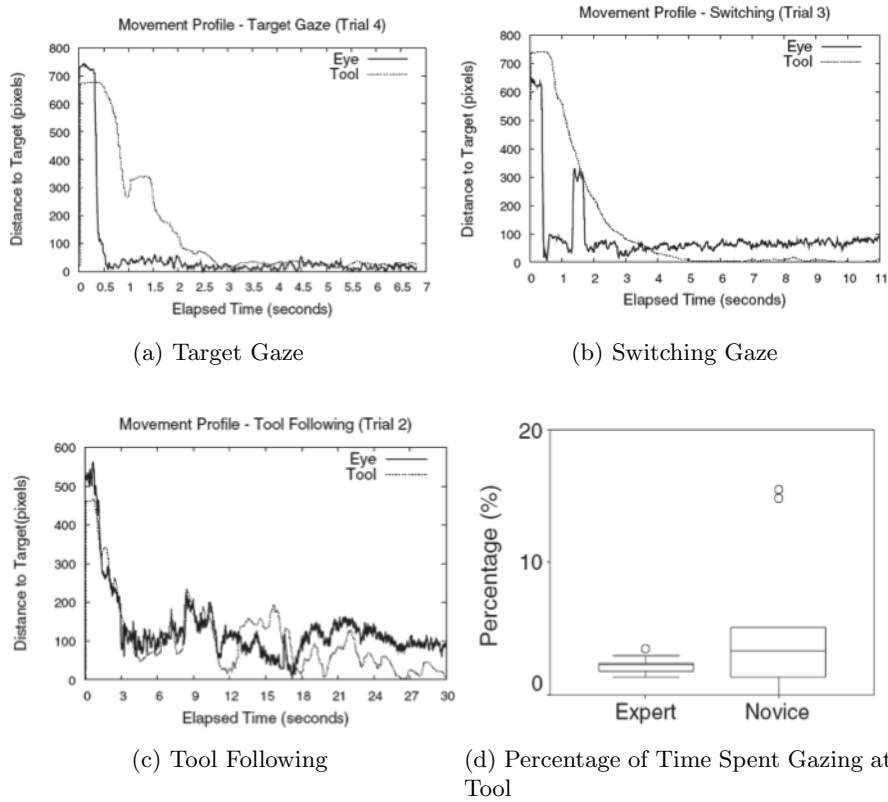 Movement Profile - Target Gaze (Trial 4)
800
700
600
500
400
300
200
100
0
Distance to Target (pixels)
Eye
Tool
0 0.5 1 1.5 2 2.5 3 3.5 4 4.5 5 5.5 6 6.5 7
Elapsed Time (seconds)
(a) Target Gaze
Movement Profile - Switching (Trial 3)
800
700
600
500
400
300
200
100
0
Distance to Target (pixels)
Eye
Tool
0 1 2 3 4 5 6 7 8 9 10 11
Elapsed Time (seconds)
(b) Switching Gaze
Movement Profile - Tool Following (Trial 2)
600
500
400
300
200
100
0
Distance to Target(pixels)
Eye
Tool
0 3 6 9 12 15 18 21 24 27 30
Elapsed Time (seconds)
(c) Tool Following
20
10
0
Percentage (%)
Expert Novice
(d) Percentage of Time Spent Gazing at
Tool